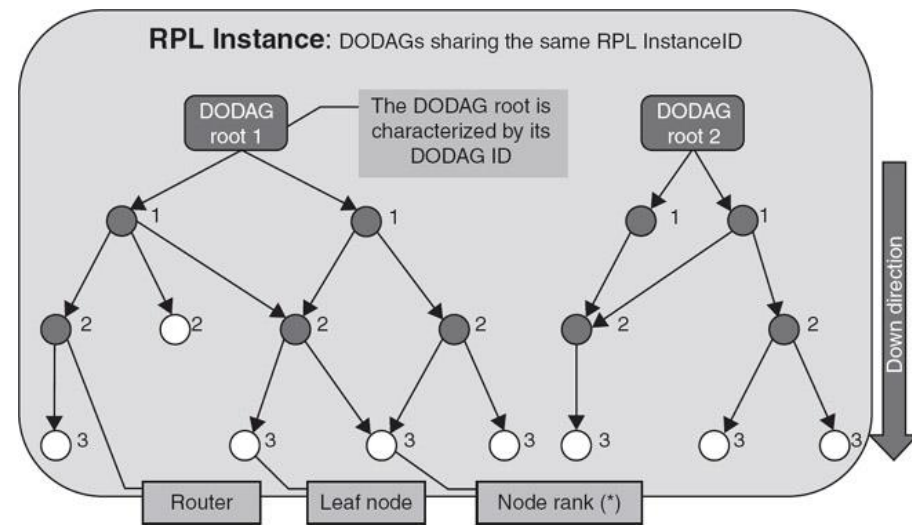 RPL Instance: DODAGs sharing the same RPL InstanceID
DODAG
root 1
The DODAG root is
characterized by its
DODAG ID
DODAG
root 2
1
1
1
1
2
2
2
2
2
2
3
3
3
3
3
3
3
Down direction
Router
Leaf node
Node rank (*)